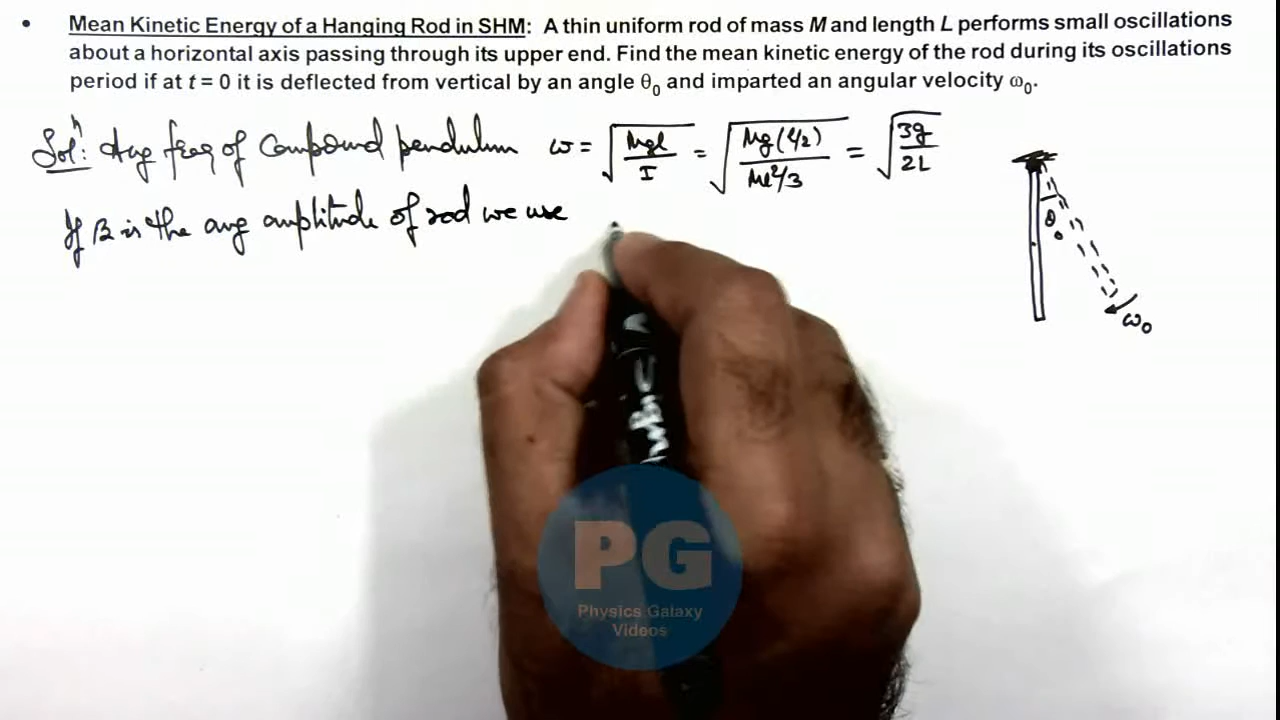 • Mean Kinetic Energy of a Hanging Rod in SHM: A thin uniform rod of mass M and length L performs small oscillations
about a horizontal axis passing through its upper end. Find the mean kinetic energy of the rod during its oscillations
period if at t = 0 it is deflected from vertical by an angle θ₀ and imparted an angular velocity ω₀.
Solⁿ: Ang freq of Compound pendulum ω = √(Mgl/I) = √(Mg(L/2)/(ML²/3)) = √(3g/2L)
If β is the ang amplitude of rod we use
θ₀
ω₀
PG
Physics Galaxy
Videos